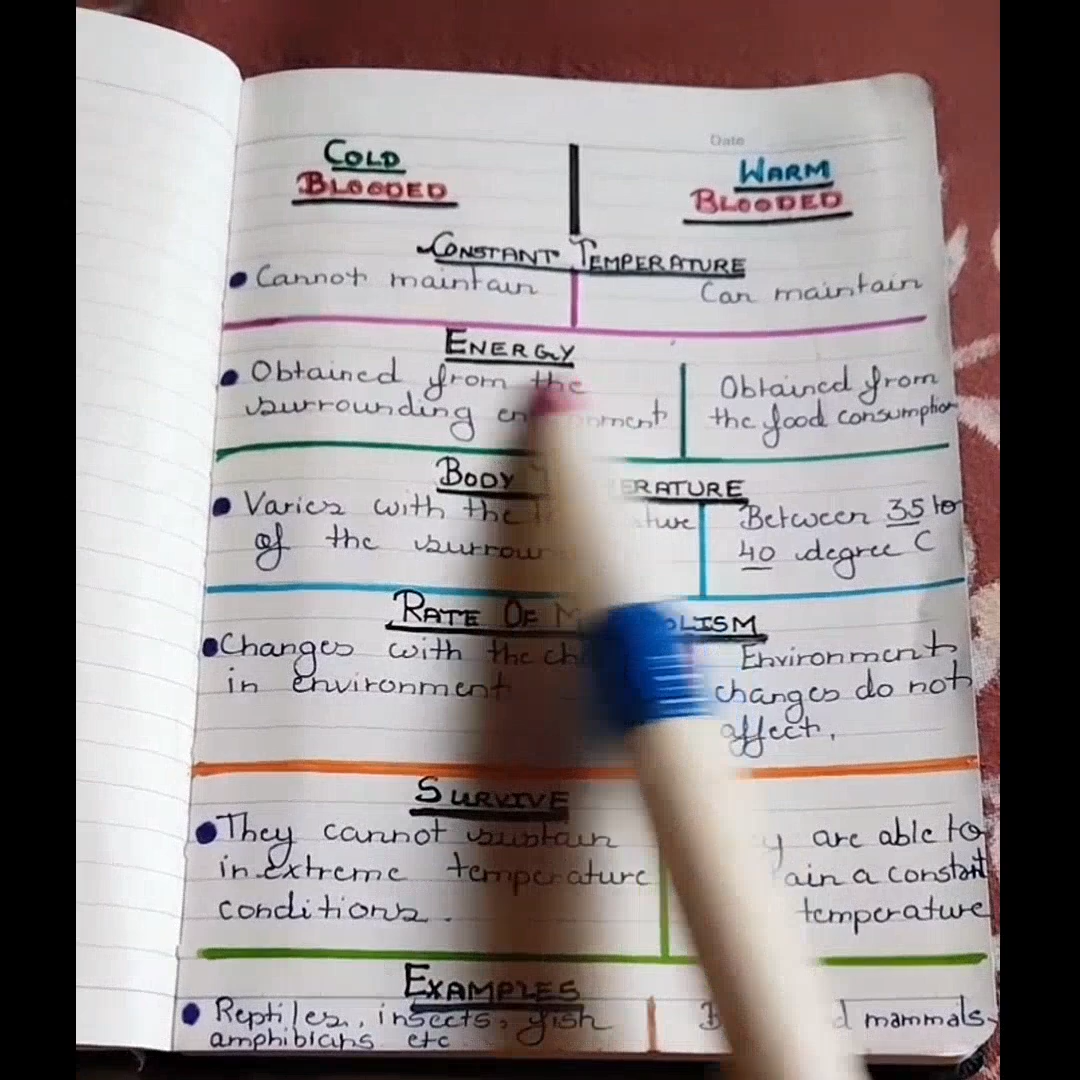 Date
COLD
BLOODED
WARM
BLOODED
CONSTANT TEMPERATURE
Cannot maintain
Can maintain
ENERGY
Obtained from the
surrounding
Obtained from
the food consumption
BODY
Varies with the
of the
Between 35 to
40 degree C
RATE OF
Changes with the
in environment
Environment
changes do not
affect.
SURVIVE
They cannot sustain
in extreme temperature
conditions.
are able to
a constant
temperature
EXAMPLES
Reptiles, insects, fish
amphibians etc
mammals